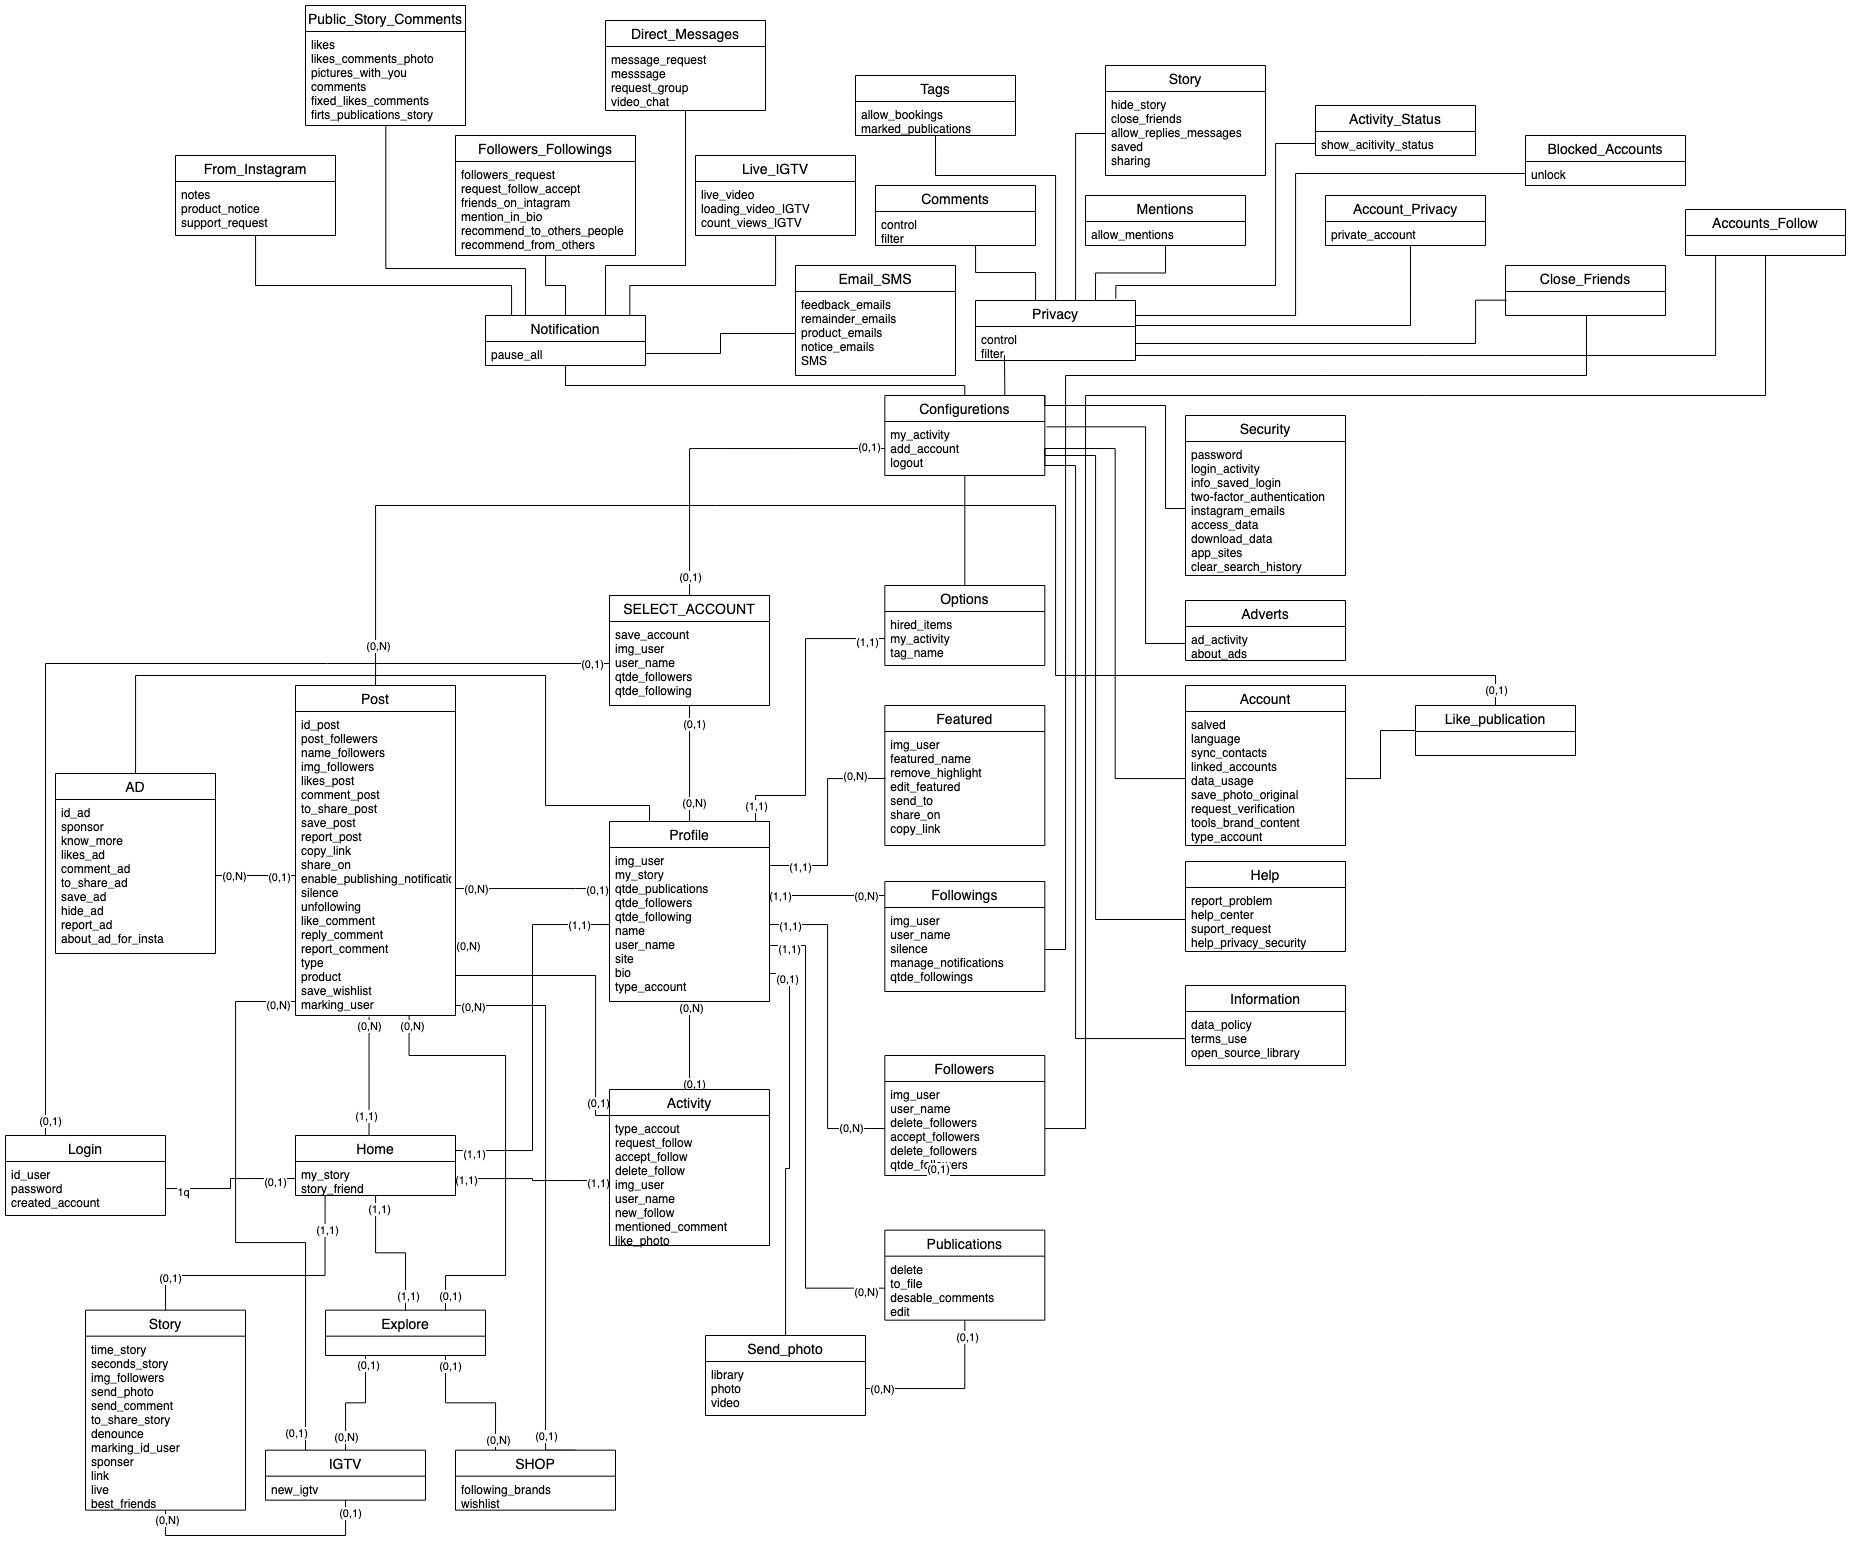 Public_Story_Comments
likes
likes_comments_photo
pictures_with_you
comments
fixed_likes_comments
firts_publications_story
Direct_Messages
message_request
messsage
request_group
video_chat
Tags
allow_bookings
marked_publications
Story
hide_story
close_friends
allow_replies_messages
saved
sharing
Activity_Status
show_acitivity_status
Blocked_Accounts
unlock
From_Instagram
notes
product_notice
support_request
Followers_Followings
followers_request
request_follow_accept
friends_on_intagram
mention_in_bio
recommend_to_others_people
recommend_from_others
Live_IGTV
live_video
loading_video_IGTV
count_views_IGTV
Comments
control
filter
Mentions
allow_mentions
Account_Privacy
private_account
Accounts_Follow
Email_SMS
feedback_emails
remainder_emails
product_emails
notice_emails
SMS
Close_Friends
Notification
pause_all
Privacy
control
filter
Configuretions
my_activity
add_account
logout
(0,1)
Security
password
login_activity
info_saved_login
two-factor_authentication
instagram_emails
access_data
download_data
app_sites
clear_search_history
(0,1)
SELECT_ACCOUNT
save_account
img_user
user_name
qtde_followers
qtde_following
(0,1)
(0,1)
Options
hired_items
my_activity
tag_name
(1,1)
Adverts
ad_activity
about_ads
(0,N)
Post
id_post
post_follewers
name_followers
img_followers
likes_post
comment_post
to_share_post
save_post
report_post
copy_link
share_on
enable_publishing_notificatic
silence
unfollowing
like_comment
reply_comment
report_comment
type
product
save_wishlist
marking_user
Featured
img_user
featured_name
remove_highlight
edit_featured
send_to
share_on
copy_link
(0,N)
Account
salved
language
sync_contacts
linked_accounts
data_usage
save_photo_original
request_verification
tools_brand_content
type_account
(0,1)
Like_publication
AD
id_ad
sponsor
know_more
likes_ad
comment_ad
to_share_ad
save_ad
hide_ad
report_ad
about_ad_for_insta
(0,N)
(0,1)
(0,N)
(1,1)
Profile
img_user
my_story
qtde_publications
qtde_followers
qtde_following
name
user_name
site
bio
type_account
(0,N)
(0,1)
(1,1)
(1,1)
(0,N)
(1,1)
(1,1)
(1,1)
(0,1)
(0,N)
(0,N)
(0,N)
(0,N)
(0,N)
(0,N)
Followings
img_user
user_name
silence
manage_notifications
qtde_followings
Help
report_problem
help_center
suport_request
help_privacy_security
Information
data_policy
terms_use
open_source_library
Followers
img_user
user_name
delete_followers
accept_followers
delete_followers
qtde_followers
(0,1)
(0,N)
(0,1)
(0,1)
Activity
type_accout
request_follow
accept_follow
delete_follow
img_user
user_name
new_follow
mentioned_comment
like_photo
(1,1)
(0,1)
Login
id_user
password
created_account
1q
(0,1)
(1,1)
Home
my_story
story_friend
(1,1)
(1,1)
(1,1)
(1,1)
(0,1)
(1,1)
(0,1)
Publications
delete
to_file
desable_comments
edit
(0,N)
(0,1)
Story
time_story
seconds_story
img_followers
send_photo
send_comment
to_share_story
denounce
marking_id_user
sponser
link
live
best_friends
(0,N)
Explore
(0,1)
(0,1)
Send_photo
library
photo
video
(0,N)
(0,1)
(0,N)
(0,N)
(0,1)
IGTV
new_igtv
(0,1)
SHOP
following_brands
wishlist